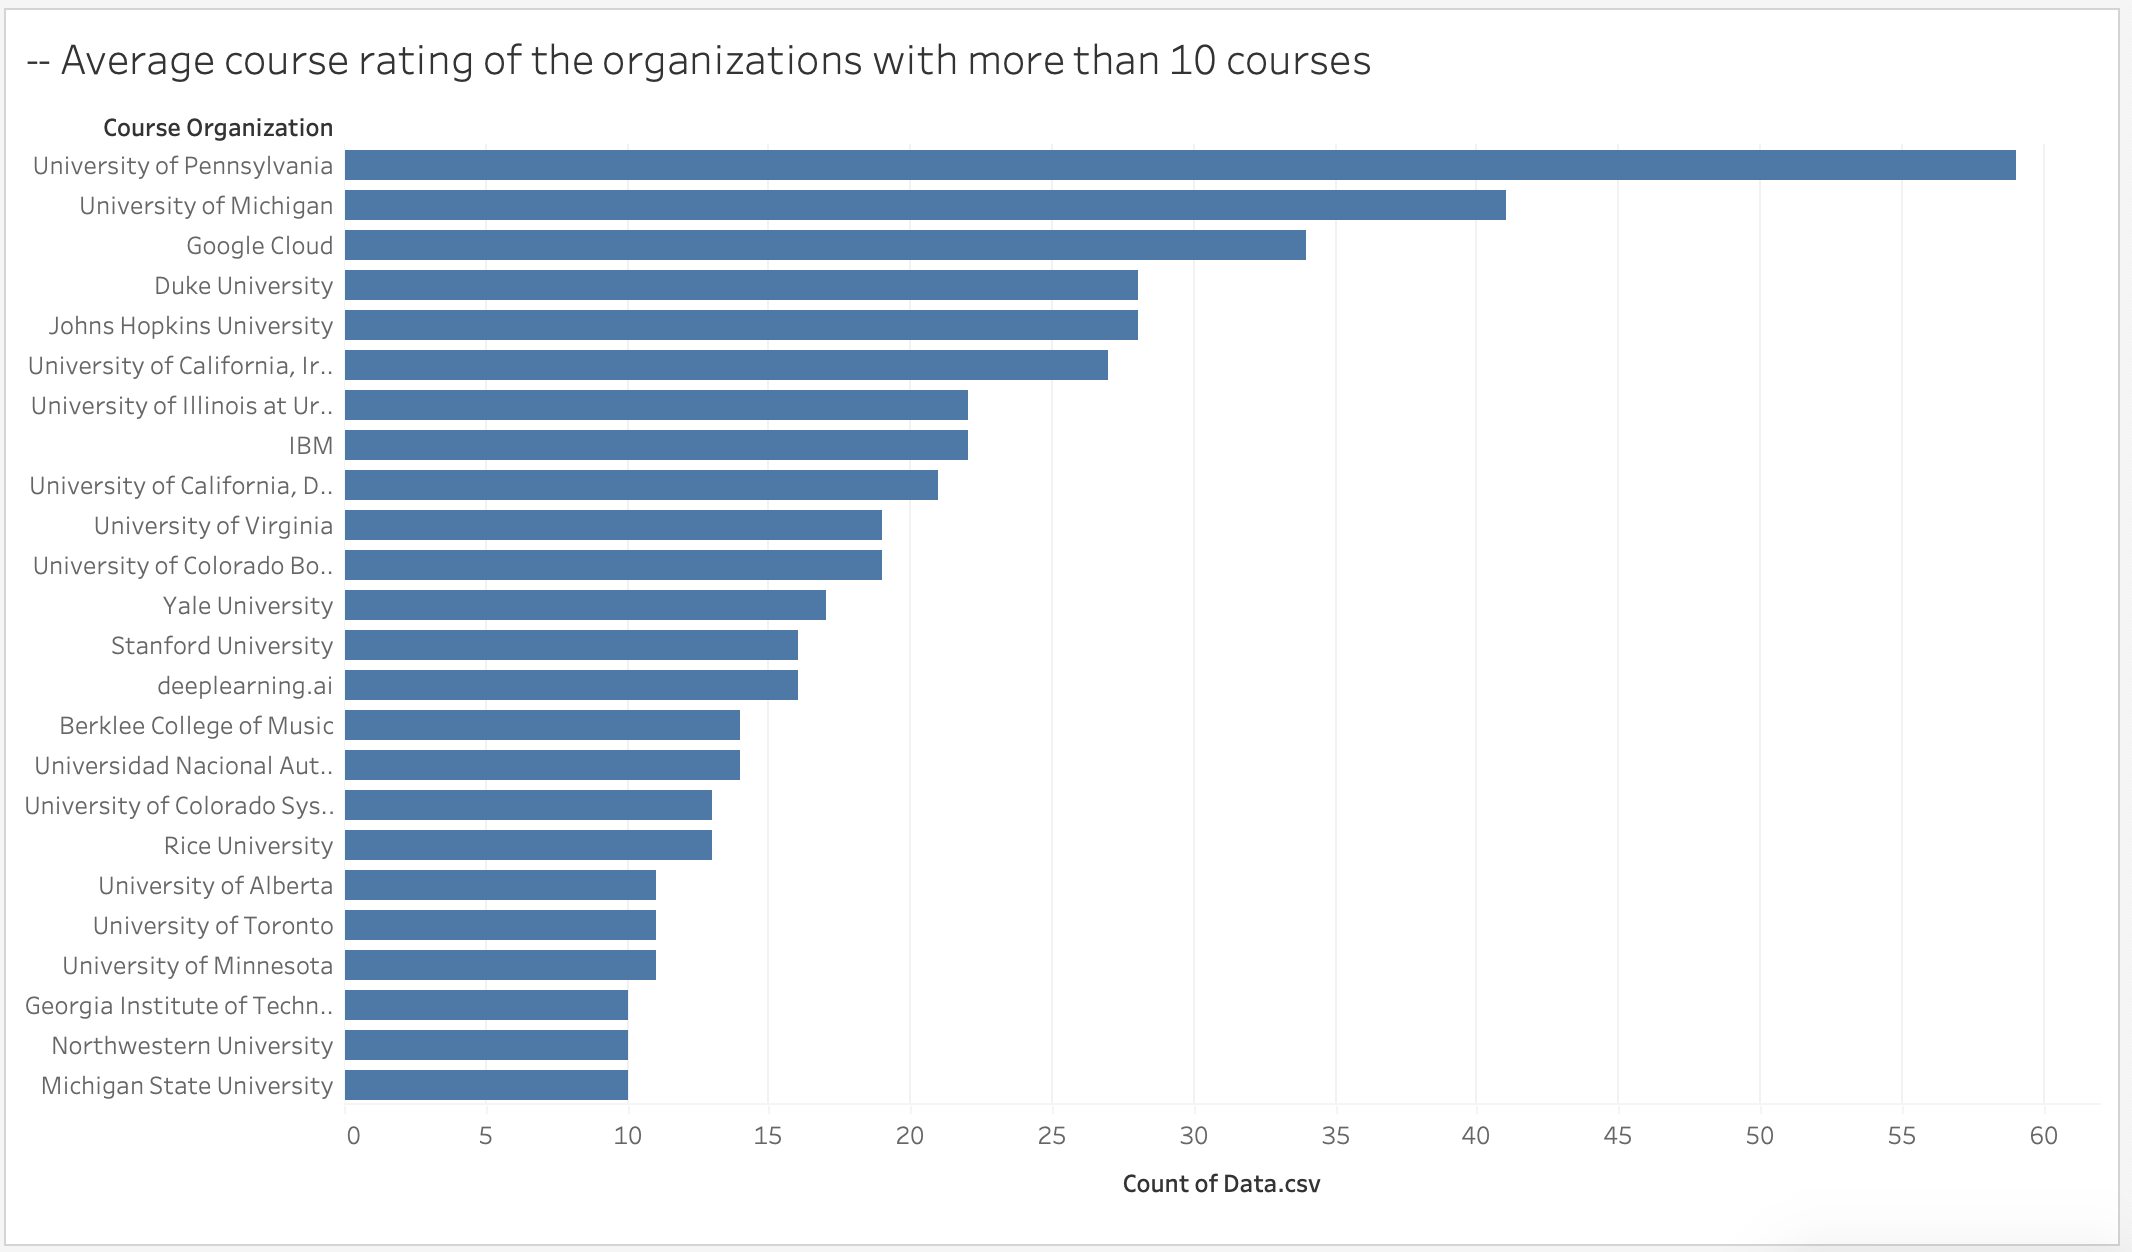 -- Average course rating of the organizations with more than 10 courses
Course Organization
University of Pennsylvania
University of Michigan
Google Cloud
Duke University
Johns Hopkins University
University of California, Ir..
University of Illinois at Ur..
IBM
University of California, D..
University of Virginia
University of Colorado Bo..
Yale University
Stanford University
deeplearning.ai
Berklee College of Music
Universidad Nacional Aut..
University of Colorado Sys..
Rice University
University of Alberta
University of Toronto
University of Minnesota
Georgia Institute of Techn..
Northwestern University
Michigan State University
0 5 10 15 20 25 30 35 40 45 50 55 60
Count of Data.csv